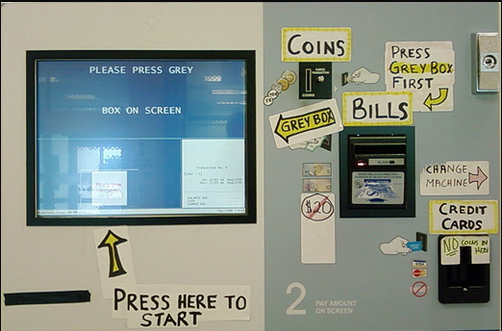 PLEASE PRESS GREY
BOX ON SCREEN
PRESS HERE TO
START
COINS
PRESS
GREY BOX
FIRST
GREY BOX
BILLS
$20
CHANGE
MACHINE
CREDIT
CARDS
NO COINS IN
HERE
2 PAY AMOUNT
ON SCREEN